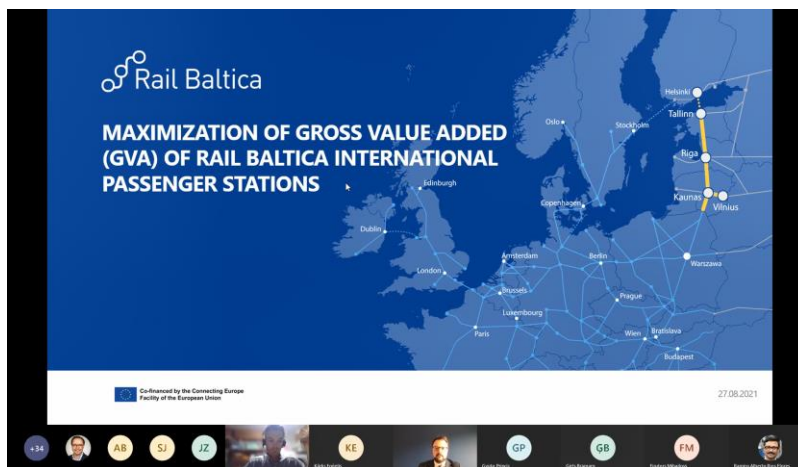 Rail Baltica
MAXIMIZATION OF GROSS VALUE ADDED
(GVA) OF RAIL BALTICA INTERNATIONAL
PASSENGER STATIONS
Helsinki
Tallinn
Oslo
Stockholm
Riga
Edinburgh
Kaunas
Vilnius
Copenhagen
Dublin
Amsterdam
Berlin
Warszawa
London
Brussels
Prague
Luxembourg
Paris
Wien
Bratislava
Budapest
Co-financed by the Connecting Europe
Facility of the European Union
27.08.2021
+34
AB
SJ
JZ
KE
GP
GB
FM